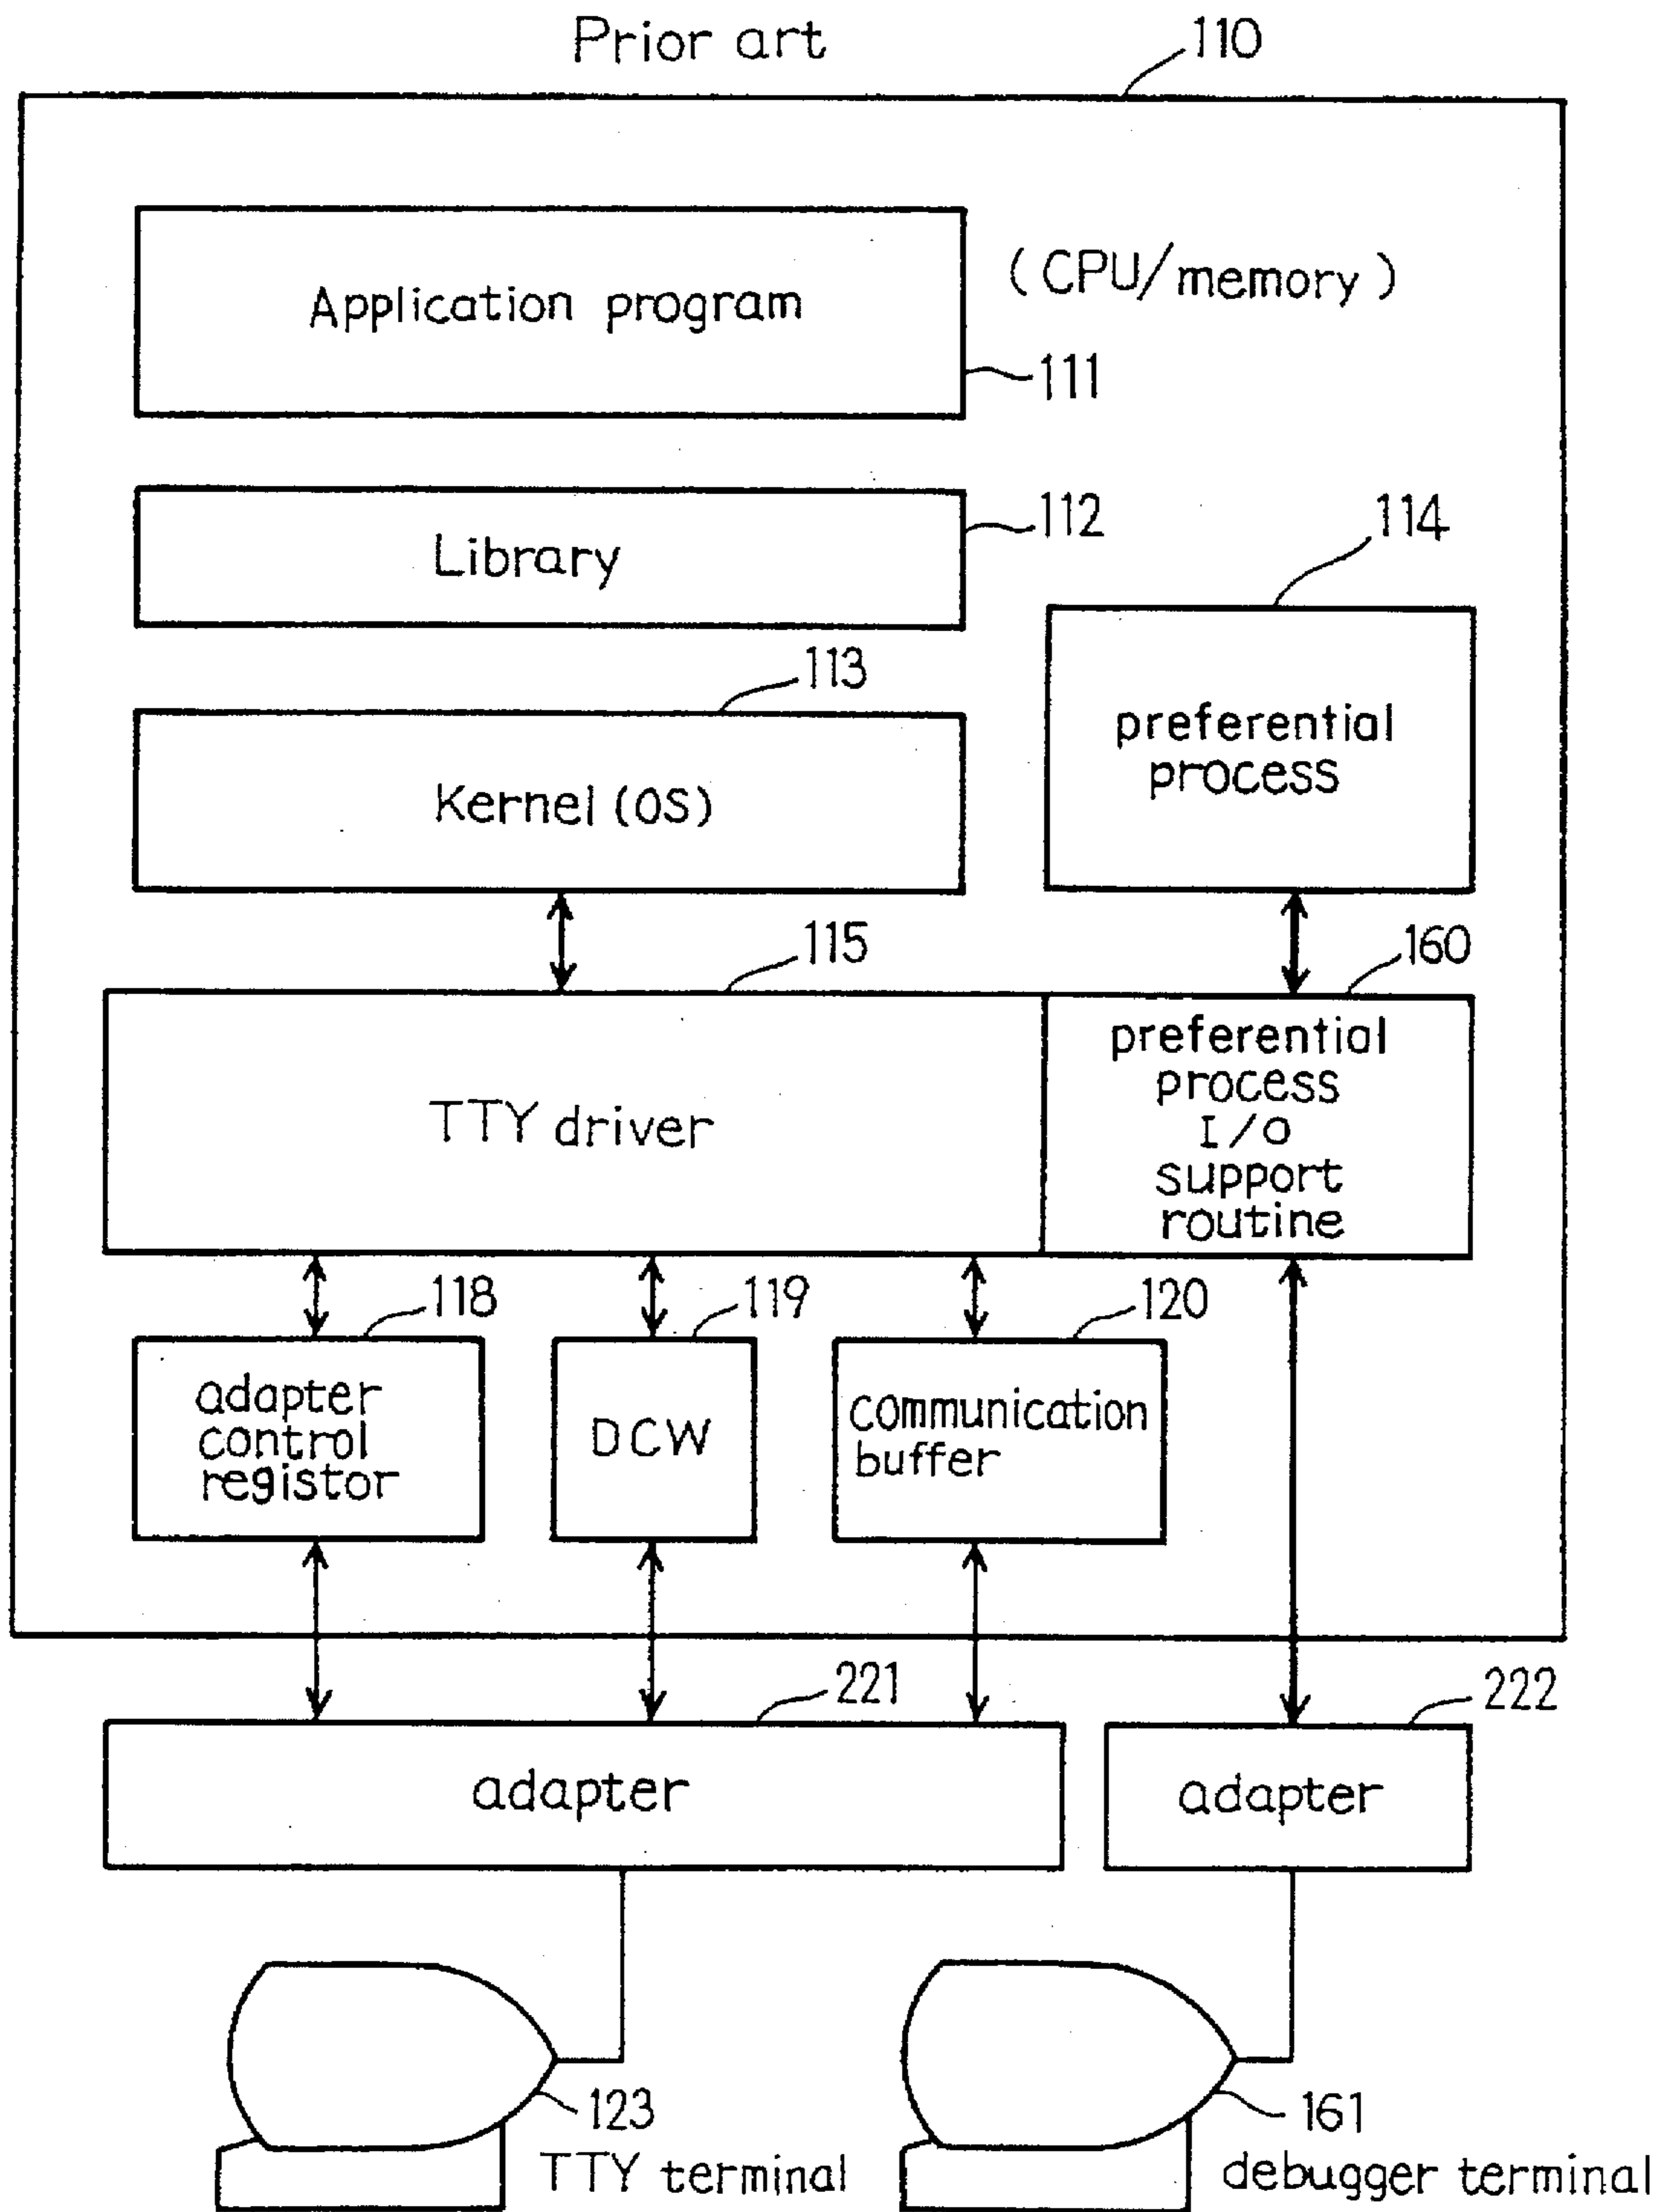 Prior art
110
Application program
(CPU/memory)
111
Library
112
114
113
Kernel (OS)
preferential
process
115
160
TTY driver
preferential
process
I/O
support
routine
118
119
120
adapter
control
registor
DCW
communication
buffer
221
222
adapter
adapter
123
TTY terminal
161
debugger terminal